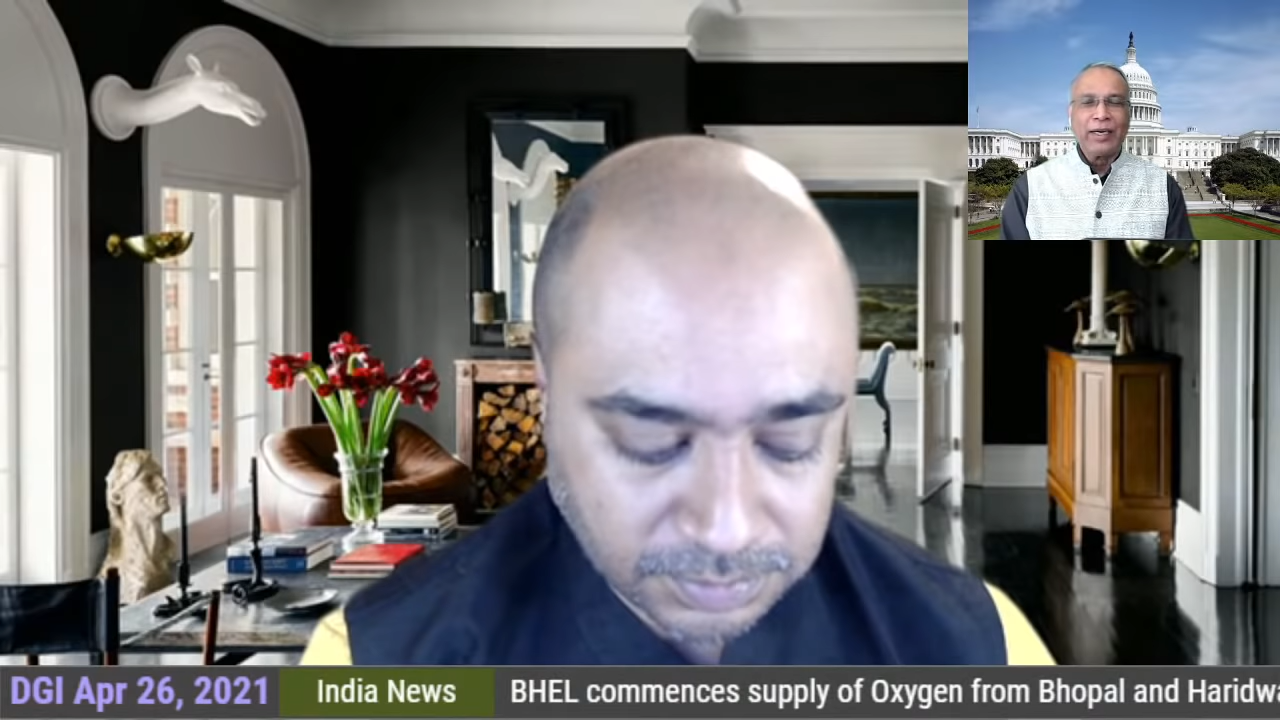 DGI Apr 26, 2021 India News BHEL commences supply of Oxygen from Bhopal and